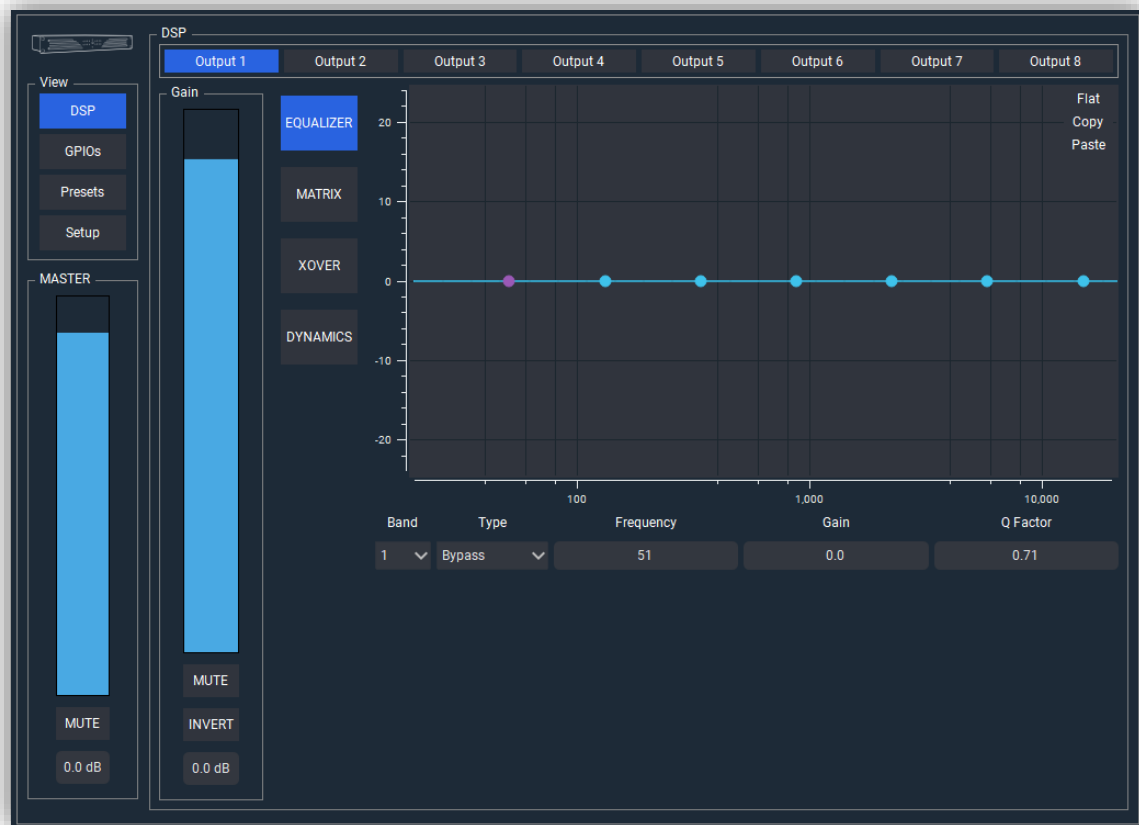 DSP
Output 1 Output 2 Output 3 Output 4 Output 5 Output 6 Output 7 Output 8
View
DSP
GPIOs
Presets
Setup
MASTER
MUTE
0.0 dB
Gain
MUTE
INVERT
0.0 dB
EQUALIZER
MATRIX
XOVER
DYNAMICS
Flat
Copy
Paste
20
10
0
-10
-20
100 1,000 10,000
Band Type Frequency Gain Q Factor
1 Bypass 51 0.0 0.71